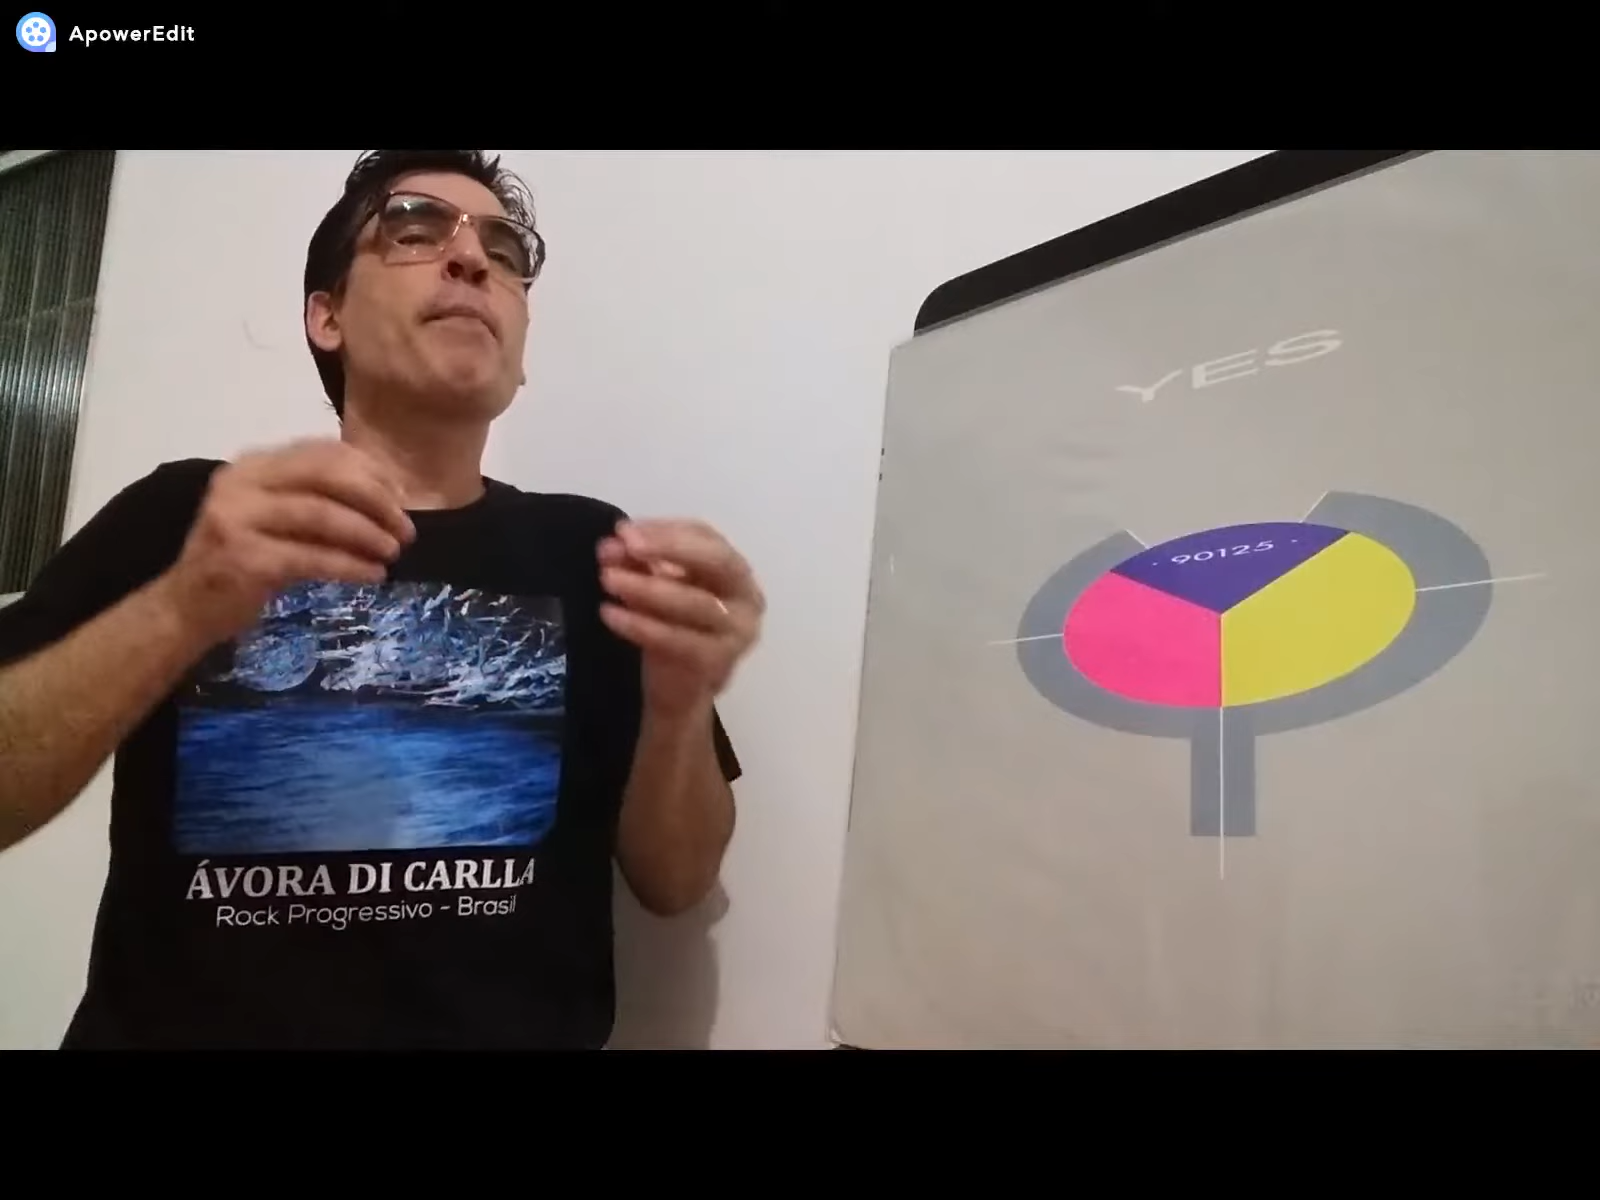 ApowerEdit
YES
· 90125 ·
ÁVORA DI CARLLA
Rock Progressivo - Brasil